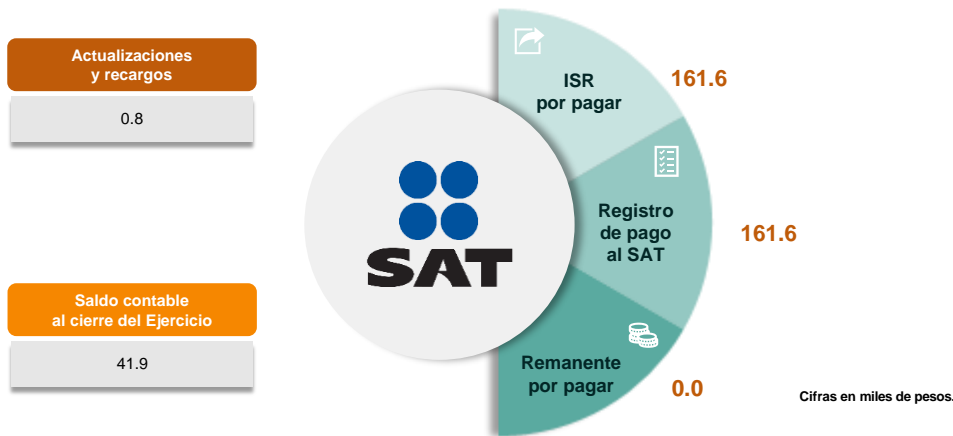 Actualizaciones
y recargos
0.8
Saldo contable
al cierre del Ejercicio
41.9
SAT
ISR
por pagar
161.6
Registro
de pago
al SAT
161.6
Remanente
por pagar
0.0
Cifras en miles de pesos.